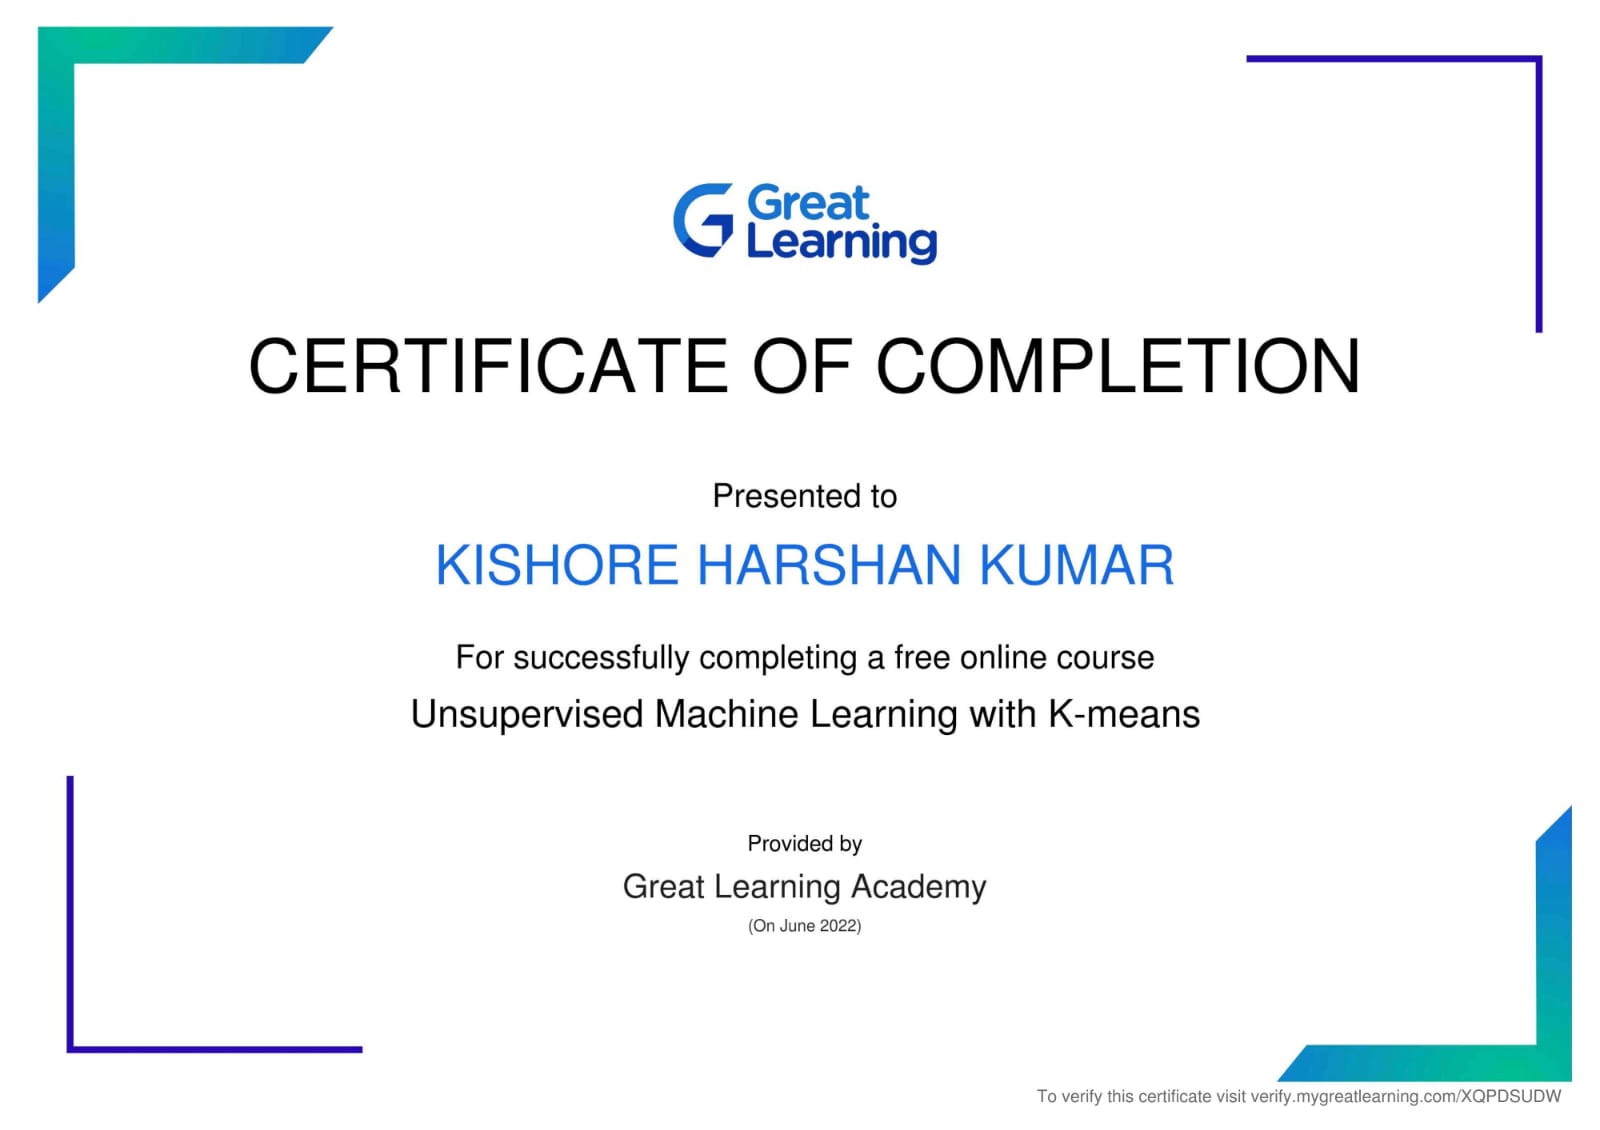 Great
Learning
CERTIFICATE OF COMPLETION
Presented to
KISHORE HARSHAN KUMAR
For successfully completing a free online course
Unsupervised Machine Learning with K-means
Provided by
Great Learning Academy
(On June 2022)
To verify this certificate visit verify.mygreatlearning.com/XQPDSUDW